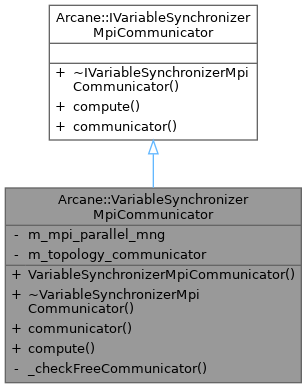 Arcane::IVariableSynchronizer
MpiCommunicator
+ ~IVariableSynchronizerMpi
Communicator()
+ compute()
+ communicator()
Arcane::VariableSynchronizer
MpiCommunicator
- m_mpi_parallel_mng
- m_topology_communicator
+ VariableSynchronizerMpiCommunicator()
+ ~VariableSynchronizerMpi
Communicator()
+ communicator()
+ compute()
- _checkFreeCommunicator()